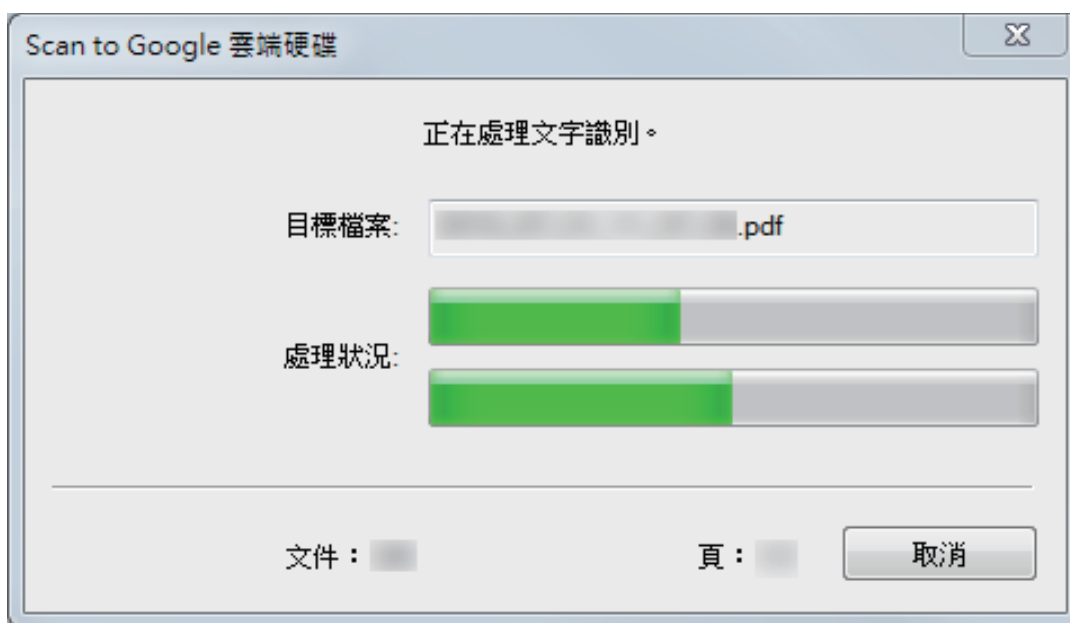 Scan to Google 雲端硬碟
正在處理文字識別。
目標檔案:
.pdf
處理狀況:
文件：
頁：
取消